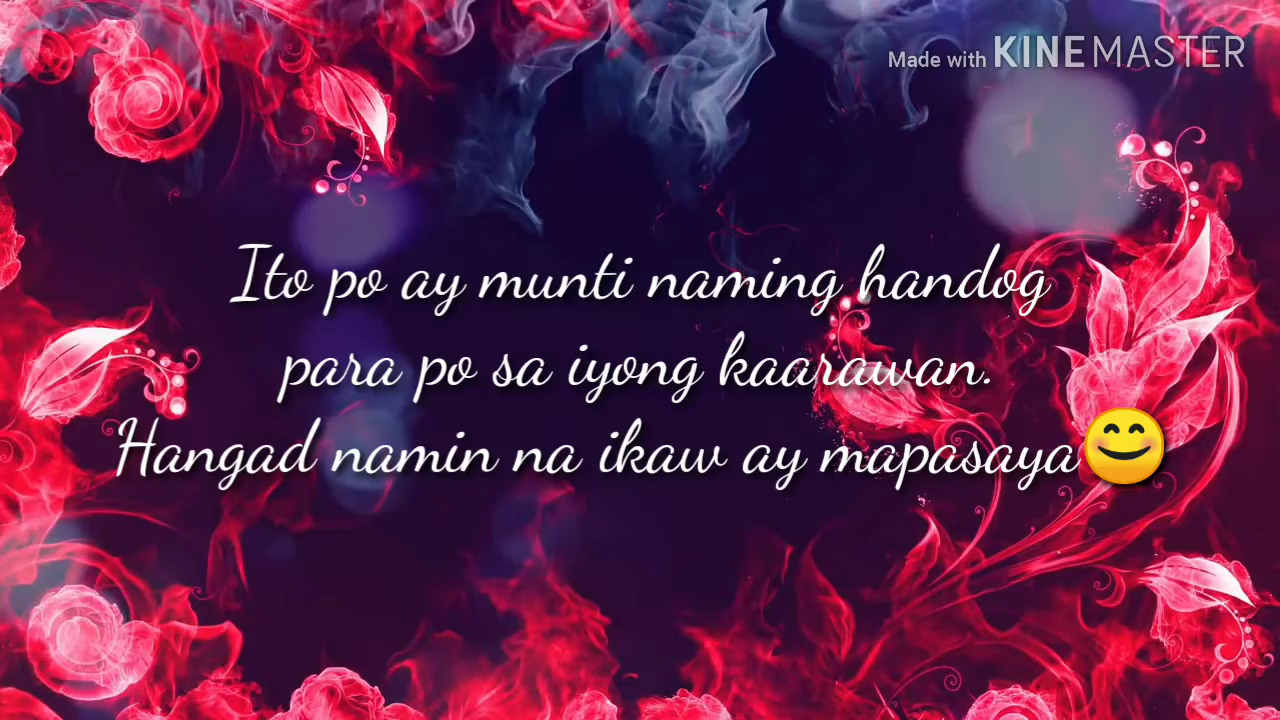 Made with KINEMASTER
Ito po ay munti naming handog
para po sa iyong kaarawan.
Hangad namin na ikaw ay mapasaya😊